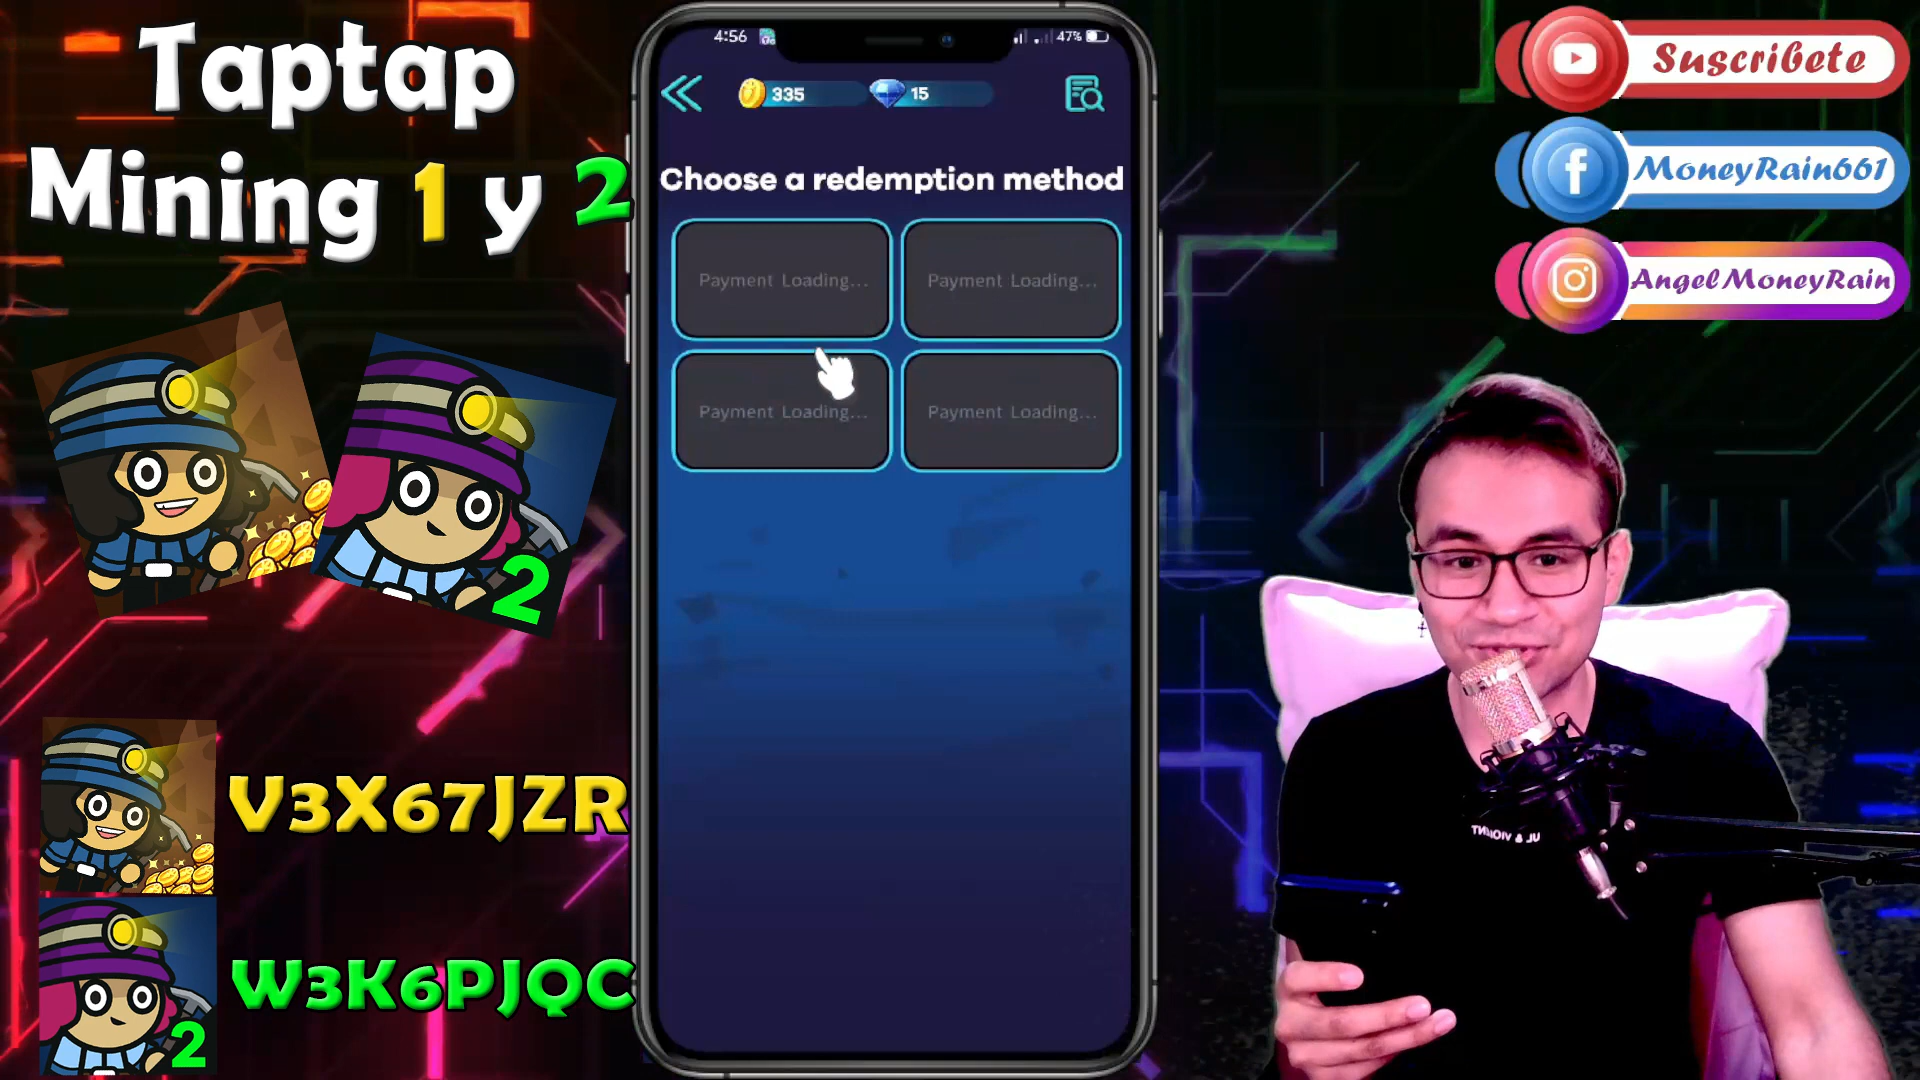 Taptap
Mining 1 y 2
2
V3X67JZR
W3K6PJQC
2
4:56
47%
335
15
Choose a redemption method
Payment Loading...
Payment Loading...
Payment Loading...
Payment Loading...
Suscribete
MoneyRain661
AngelMoneyRain